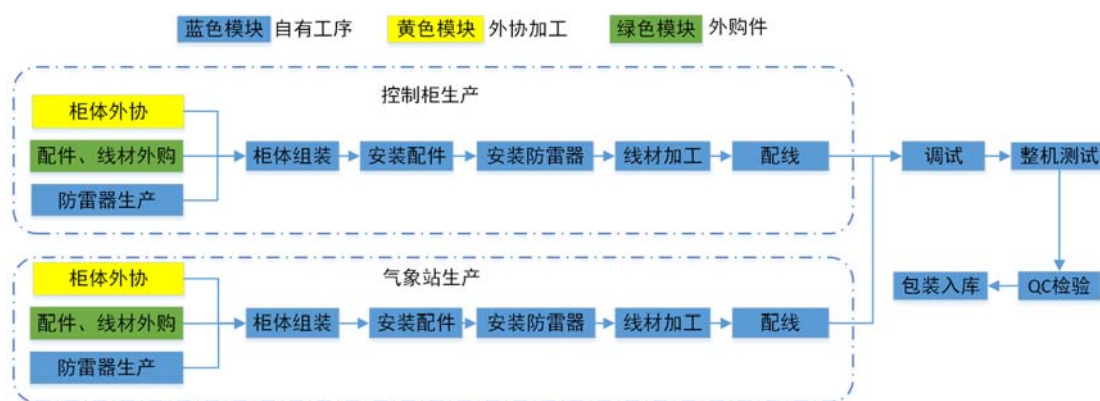 蓝色模块 自有工序 黄色模块 外协加工 绿色模块 外购件
控制柜生产
柜体外协
配件、线材外购
防雷器生产
柜体组装 安装配件 安装防雷器 线材加工 配线
调试 整机测试
气象站生产
柜体外协
配件、线材外购
防雷器生产
柜体组装 安装配件 安装防雷器 线材加工 配线
包装入库 QC检验